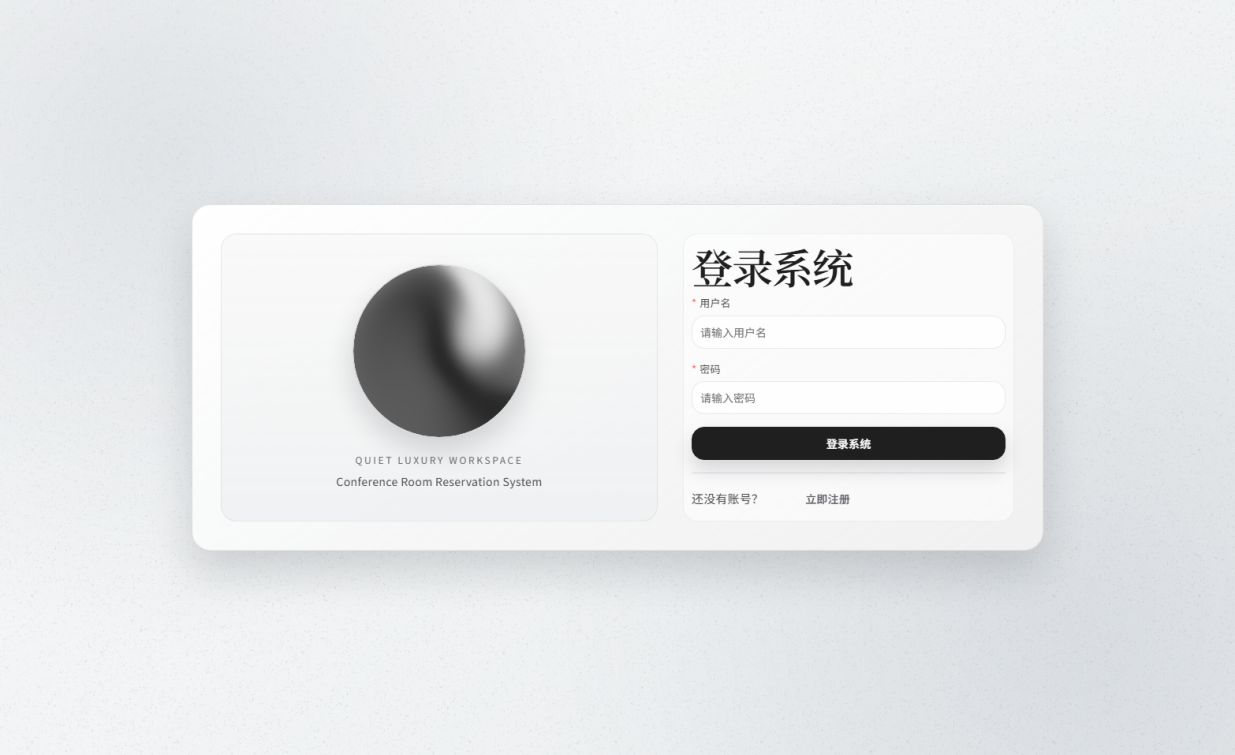 QUIET LUXURY WORKSPACE
Conference Room Reservation System
登录系统
* 用户名
请输入用户名
* 密码
请输入密码
登录系统
还没有账号？ 立即注册